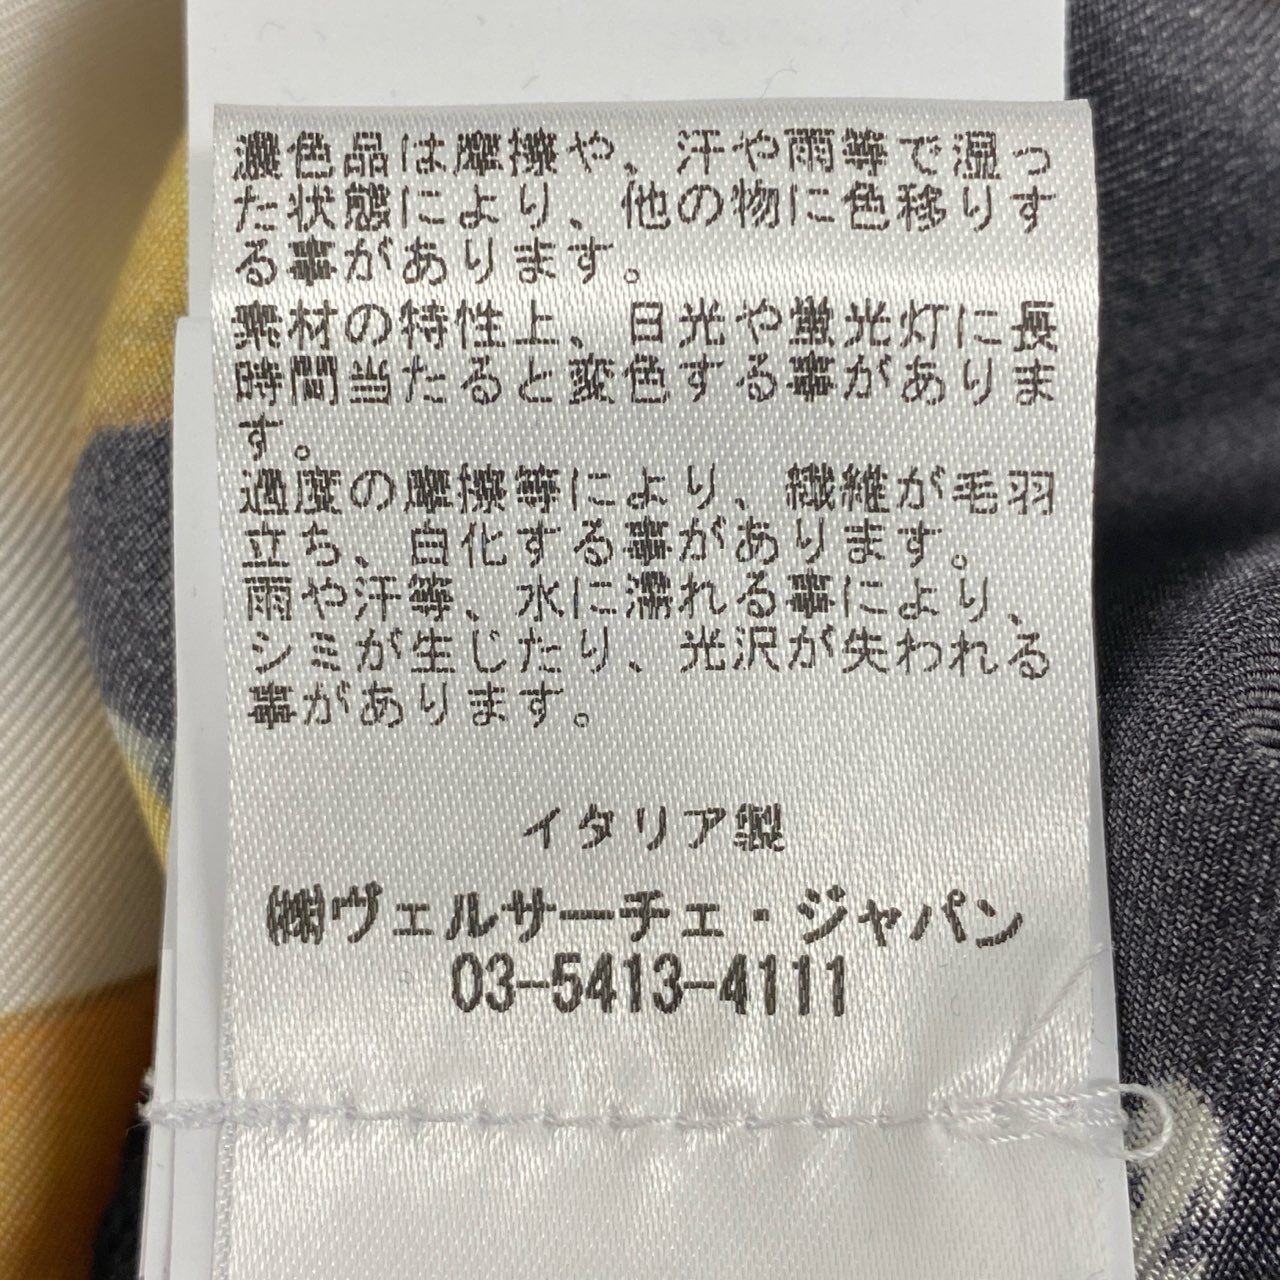 濃色品は摩擦や、汗や雨等で湿っ
た状態により、他の物に色移りす
る事があります。
素材の特性上、日光や蛍光灯に長
時間当たると変色する事がありま
す。
過度の摩擦等により、繊維が毛羽
立ち、白化する事があります。
雨や汗等、水に濡れる事により、
シミが生じたり、光沢が失われる
事があります。
イタリア製
㈱ヴェルサーチェ・ジャパン
03-5413-4111